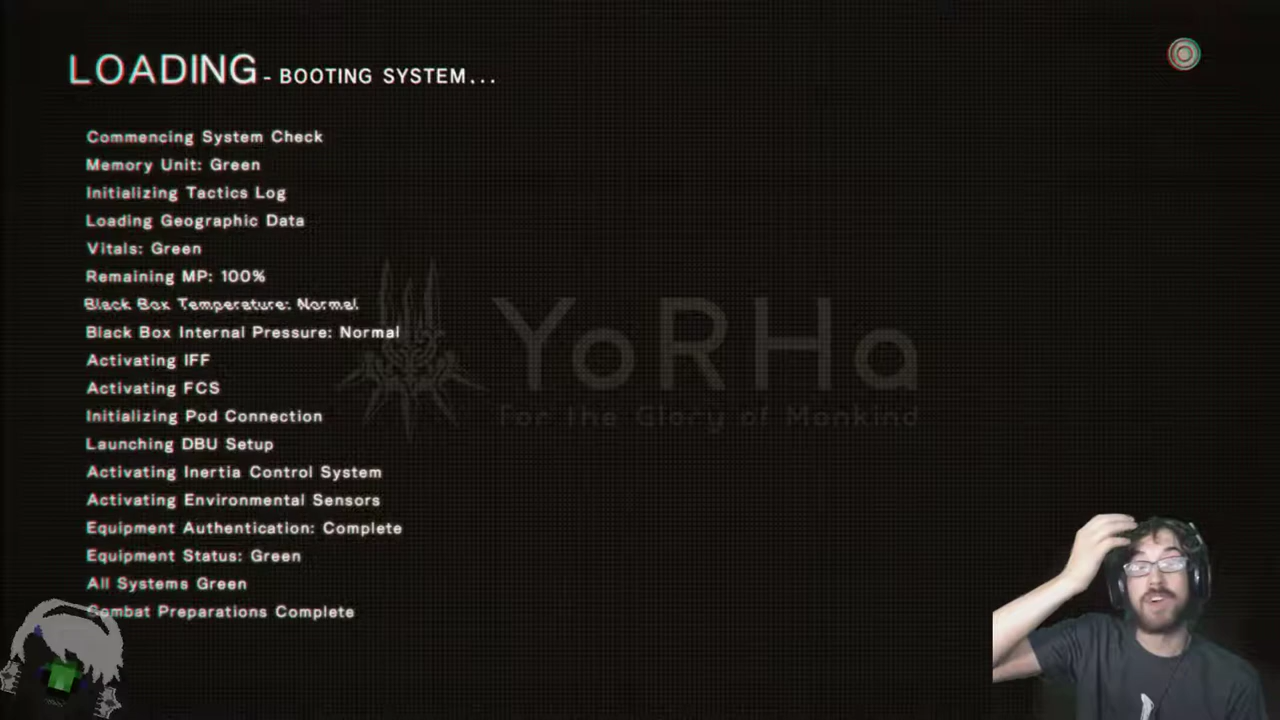 LOADING - BOOTING SYSTEM...
Commencing System Check
Memory Unit: Green
Initializing Tactics Log
Loading Geographic Data
Vitals: Green
Remaining MP: 100%
Black Box Temperature: Normal
Black Box Internal Pressure: Normal
Activating IFF
Activating FCS
Initializing Pod Connection
Launching DBU Setup
Activating Inertia Control System
Activating Environmental Sensors
Equipment Authentication: Complete
Equipment Status: Green
All Systems Green
Combat Preparations Complete
YoRHa
For the Glory of Mankind